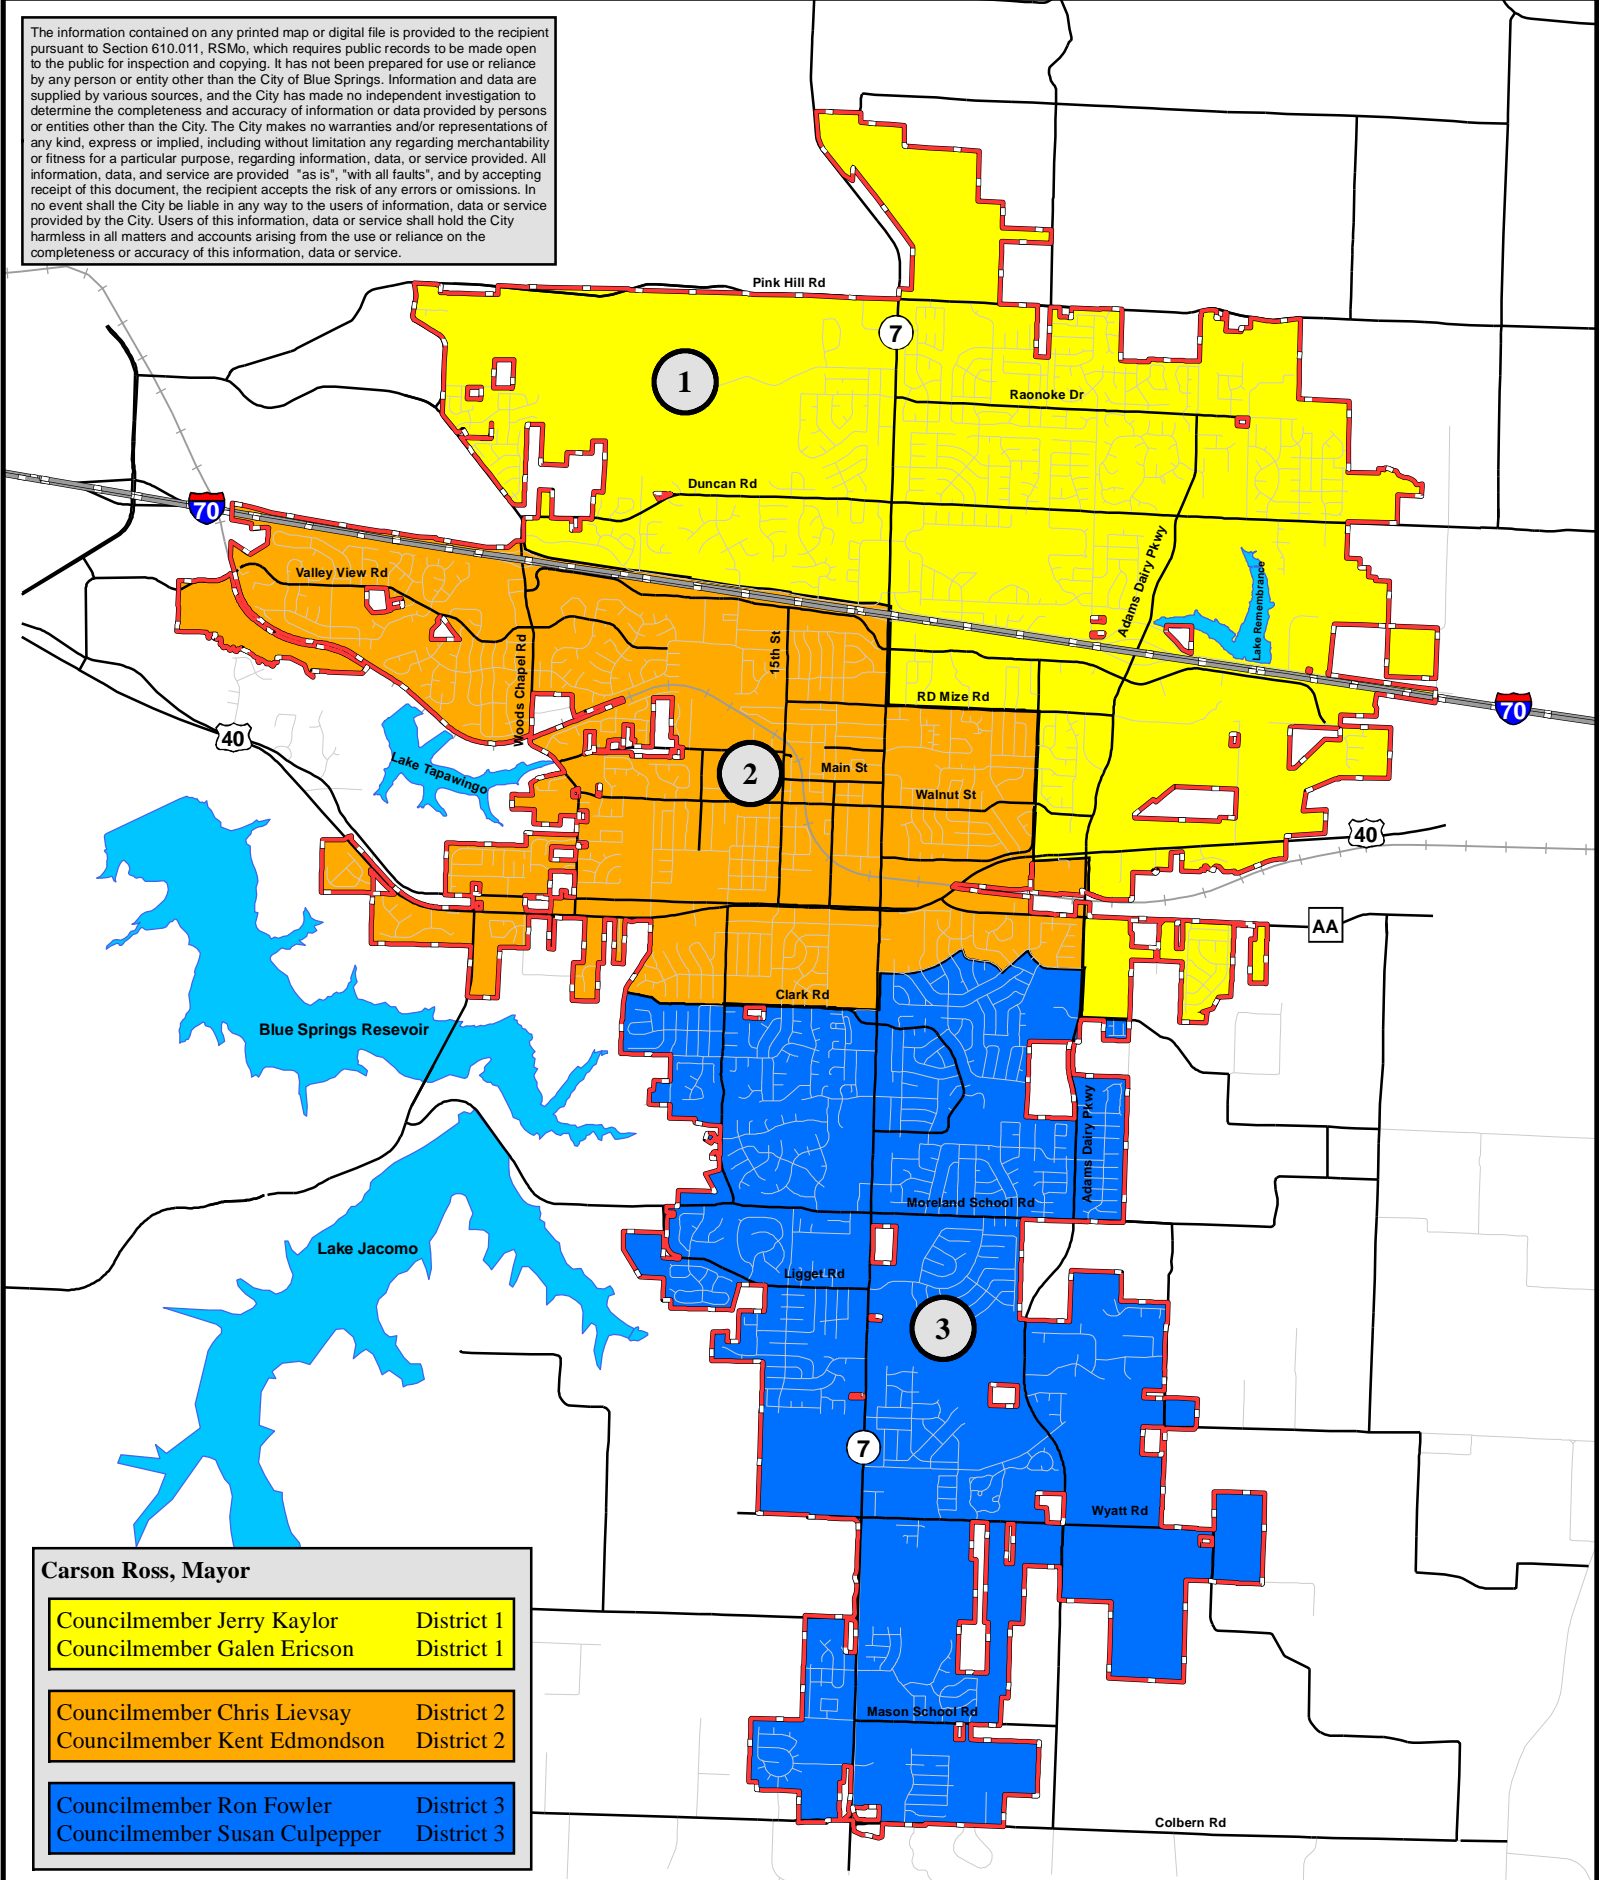 The information contained on any printed map or digital file is provided to the recipient
pursuant to Section 610.011, RSMo, which requires public records to be made open
to the public for inspection and copying. It has not been prepared for use or reliance
by any person or entity other than the City of Blue Springs. Information and data are
supplied by various sources, and the City has made no independent investigation to
determine the completeness and accuracy of information or data provided by persons
or entities other than the City. The City makes no warranties and/or representations of
any kind, express or implied, including without limitation any regarding merchantability
or fitness for a particular purpose, regarding information, data, or service provided. All
information, data, and service are provided "as is", "with all faults", and by accepting
receipt of this document, the recipient accepts the risk of any errors or omissions. In
no event shall the City be liable in any way to the users of information, data or service
provided by the City. Users of this information, data or service shall hold the City
harmless in all matters and accounts arising from the use or reliance on the
completeness or accuracy of this information, data or service.
Pink Hill Rd
7
1
Raonoke Dr
Duncan Rd
70
Adams Dairy Pkwy
Lake Remembrance
Valley View Rd
15th St
Woods Chapel Rd
RD Mize Rd
70
40
Lake Tapawingo
2
Main St
Walnut St
40
AA
Clark Rd
Blue Springs Resevoir
Adams Dairy Pkwy
Moreland School Rd
Lake Jacomo
Ligget Rd
3
7
Wyatt Rd
Mason School Rd
Colbern Rd
Carson Ross, Mayor
Councilmember Jerry Kaylor District 1
Councilmember Galen Ericson District 1
Councilmember Chris Lievsay District 2
Councilmember Kent Edmondson District 2
Councilmember Ron Fowler District 3
Councilmember Susan Culpepper District 3